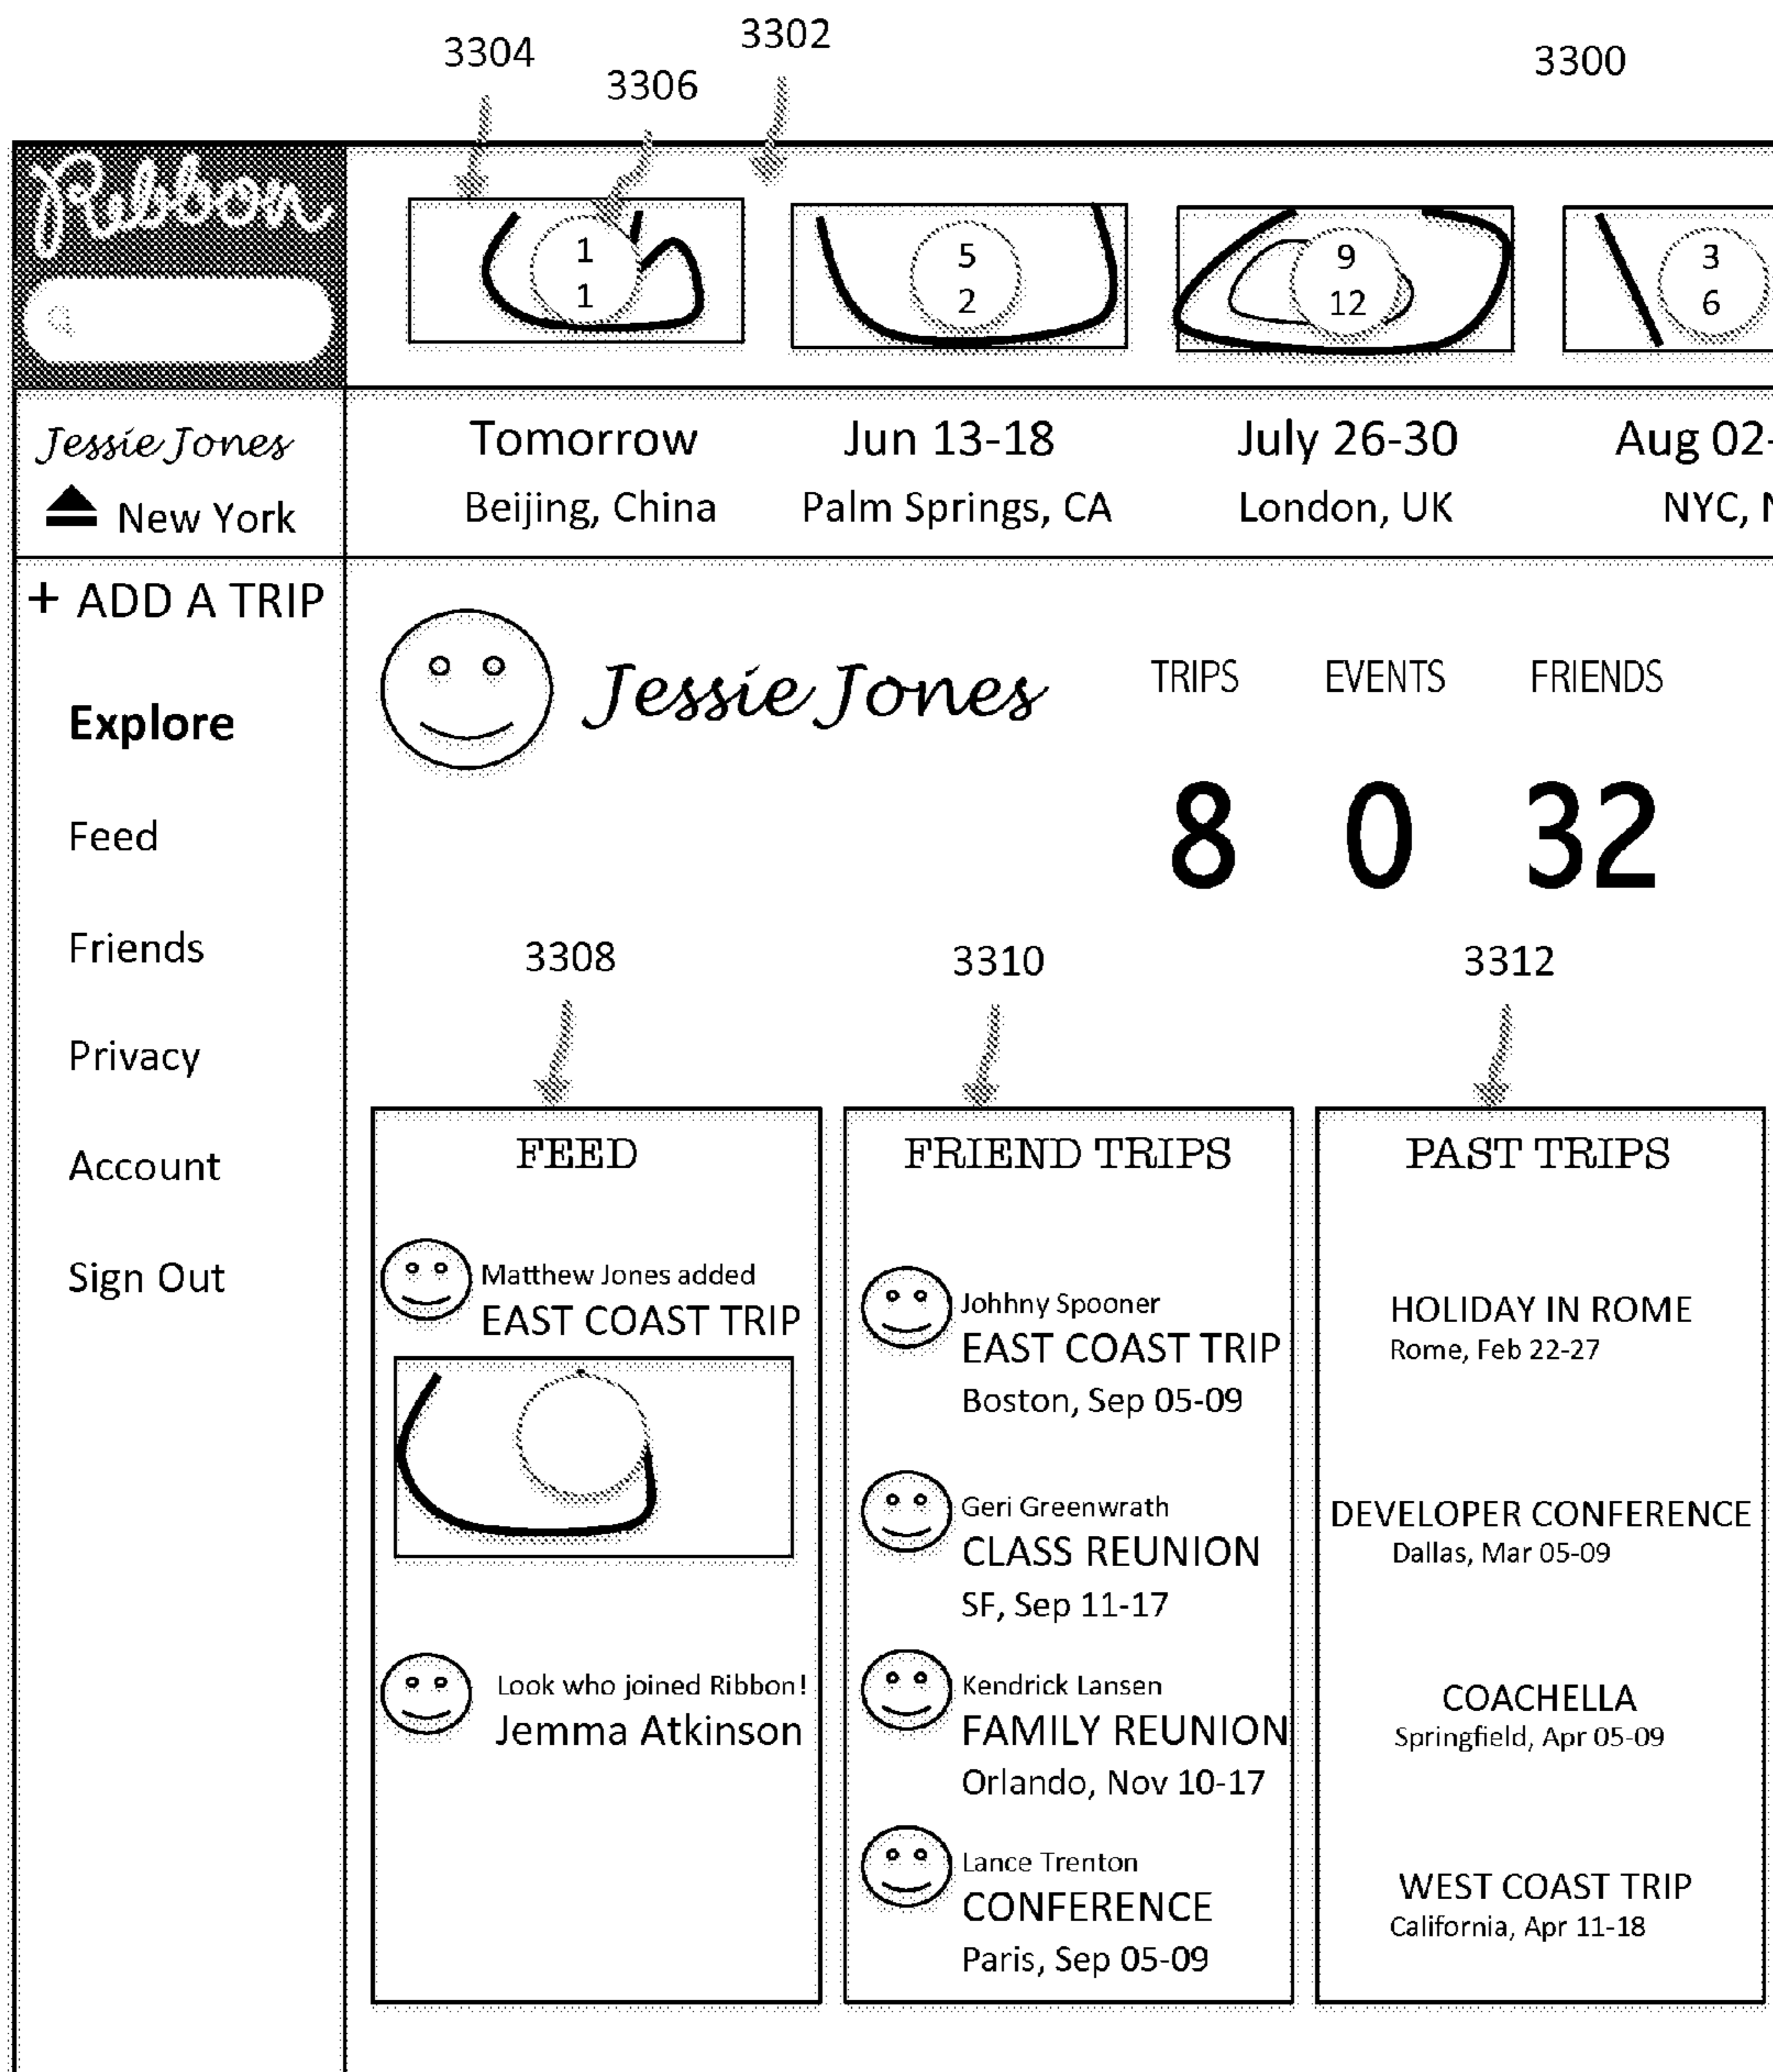 3304
3306
3302
3300
Ribbon
1
1
5
2
9
12
3
6
Jessie Jones
New York
Tomorrow
Beijing, China
Jun 13-18
Palm Springs, CA
July 26-30
London, UK
Aug 02-
NYC, N
+ ADD A TRIP
Explore
Feed
Friends
Privacy
Account
Sign Out
Jessie Jones
TRIPS EVENTS FRIENDS
8 0 32
3308
3310
3312
FEED
Matthew Jones added
EAST COAST TRIP
Look who joined Ribbon!
Jemma Atkinson
FRIEND TRIPS
Johhny Spooner
EAST COAST TRIP
Boston, Sep 05-09
Geri Greenwrath
CLASS REUNION
SF, Sep 11-17
Kendrick Lansen
FAMILY REUNION
Orlando, Nov 10-17
Lance Trenton
CONFERENCE
Paris, Sep 05-09
PAST TRIPS
HOLIDAY IN ROME
Rome, Feb 22-27
DEVELOPER CONFERENCE
Dallas, Mar 05-09
COACHELLA
Springfield, Apr 05-09
WEST COAST TRIP
California, Apr 11-18